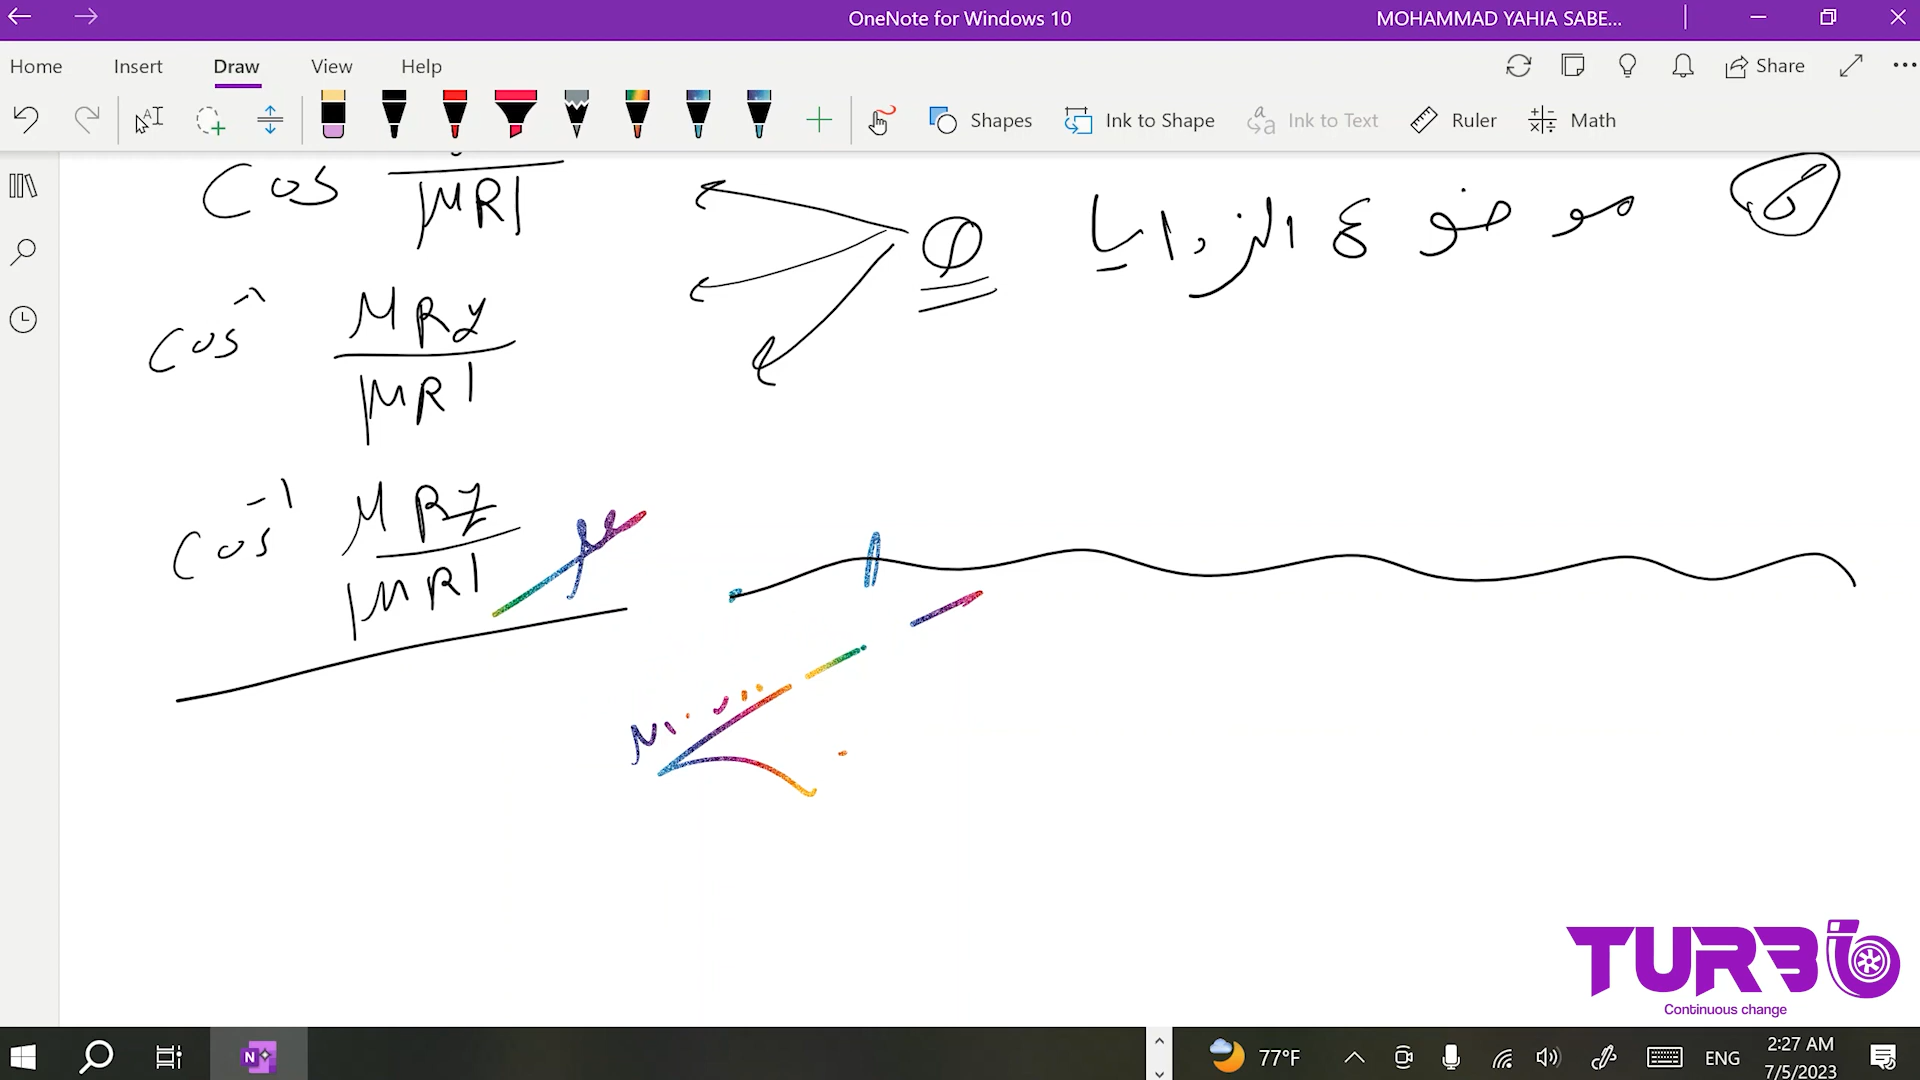 OneNote for Windows 10
MOHAMMAD YAHIA SABE...
Home Insert Draw View Help
Share
Shapes
Ink to Shape
Ink to Text
Ruler
Math
موضوع الزوايا
Cos
|MR|
cos⁻¹ MRy
|MR|
cos⁻¹ MRz
|MR|
TURBO
Continuous change
77°F
ENG
2:27 AM
7/5/2023